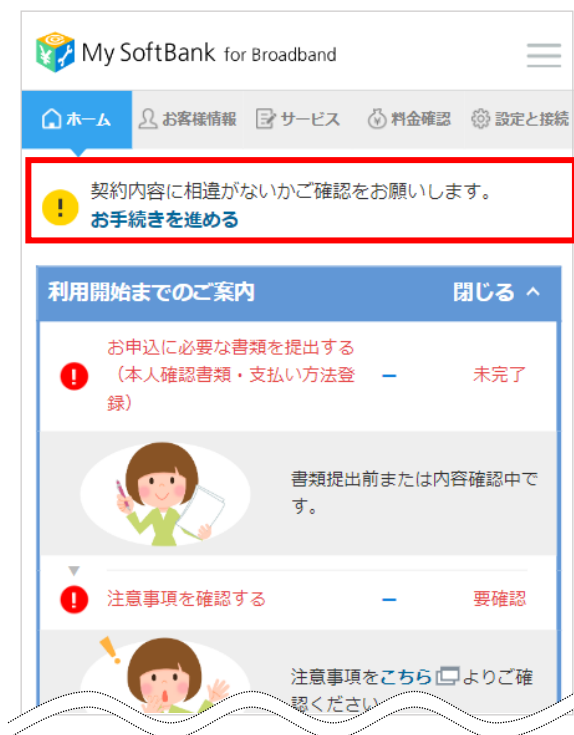 My SoftBank for Broadband
ホーム お客様情報 サービス 料金確認 設定と接続
契約内容に相違がないかご確認をお願いします。
お手続きを進める
利用開始までのご案内 閉じる
お申込に必要な書類を提出する
（本人確認書類・支払い方法登 － 未完了
録）
書類提出前または内容確認中で
す。
注意事項を確認する － 要確認
注意事項をこちらよりご確
認ください